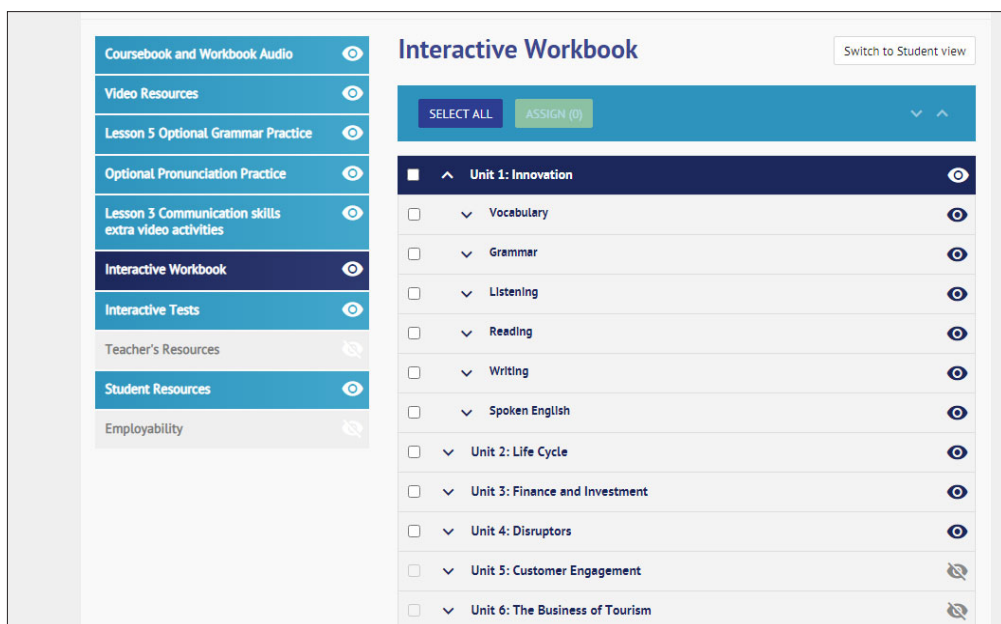 Coursebook and Workbook Audio
Video Resources
Lesson 5 Optional Grammar Practice
Optional Pronunciation Practice
Lesson 3 Communication skills
extra video activities
Interactive Workbook
Interactive Tests
Teacher's Resources
Student Resources
Employability
Interactive Workbook
Switch to Student view
SELECT ALL
ASSIGN (0)
Unit 1: Innovation
Vocabulary
Grammar
Listening
Reading
Writing
Spoken English
Unit 2: Life Cycle
Unit 3: Finance and Investment
Unit 4: Disruptors
Unit 5: Customer Engagement
Unit 6: The Business of Tourism